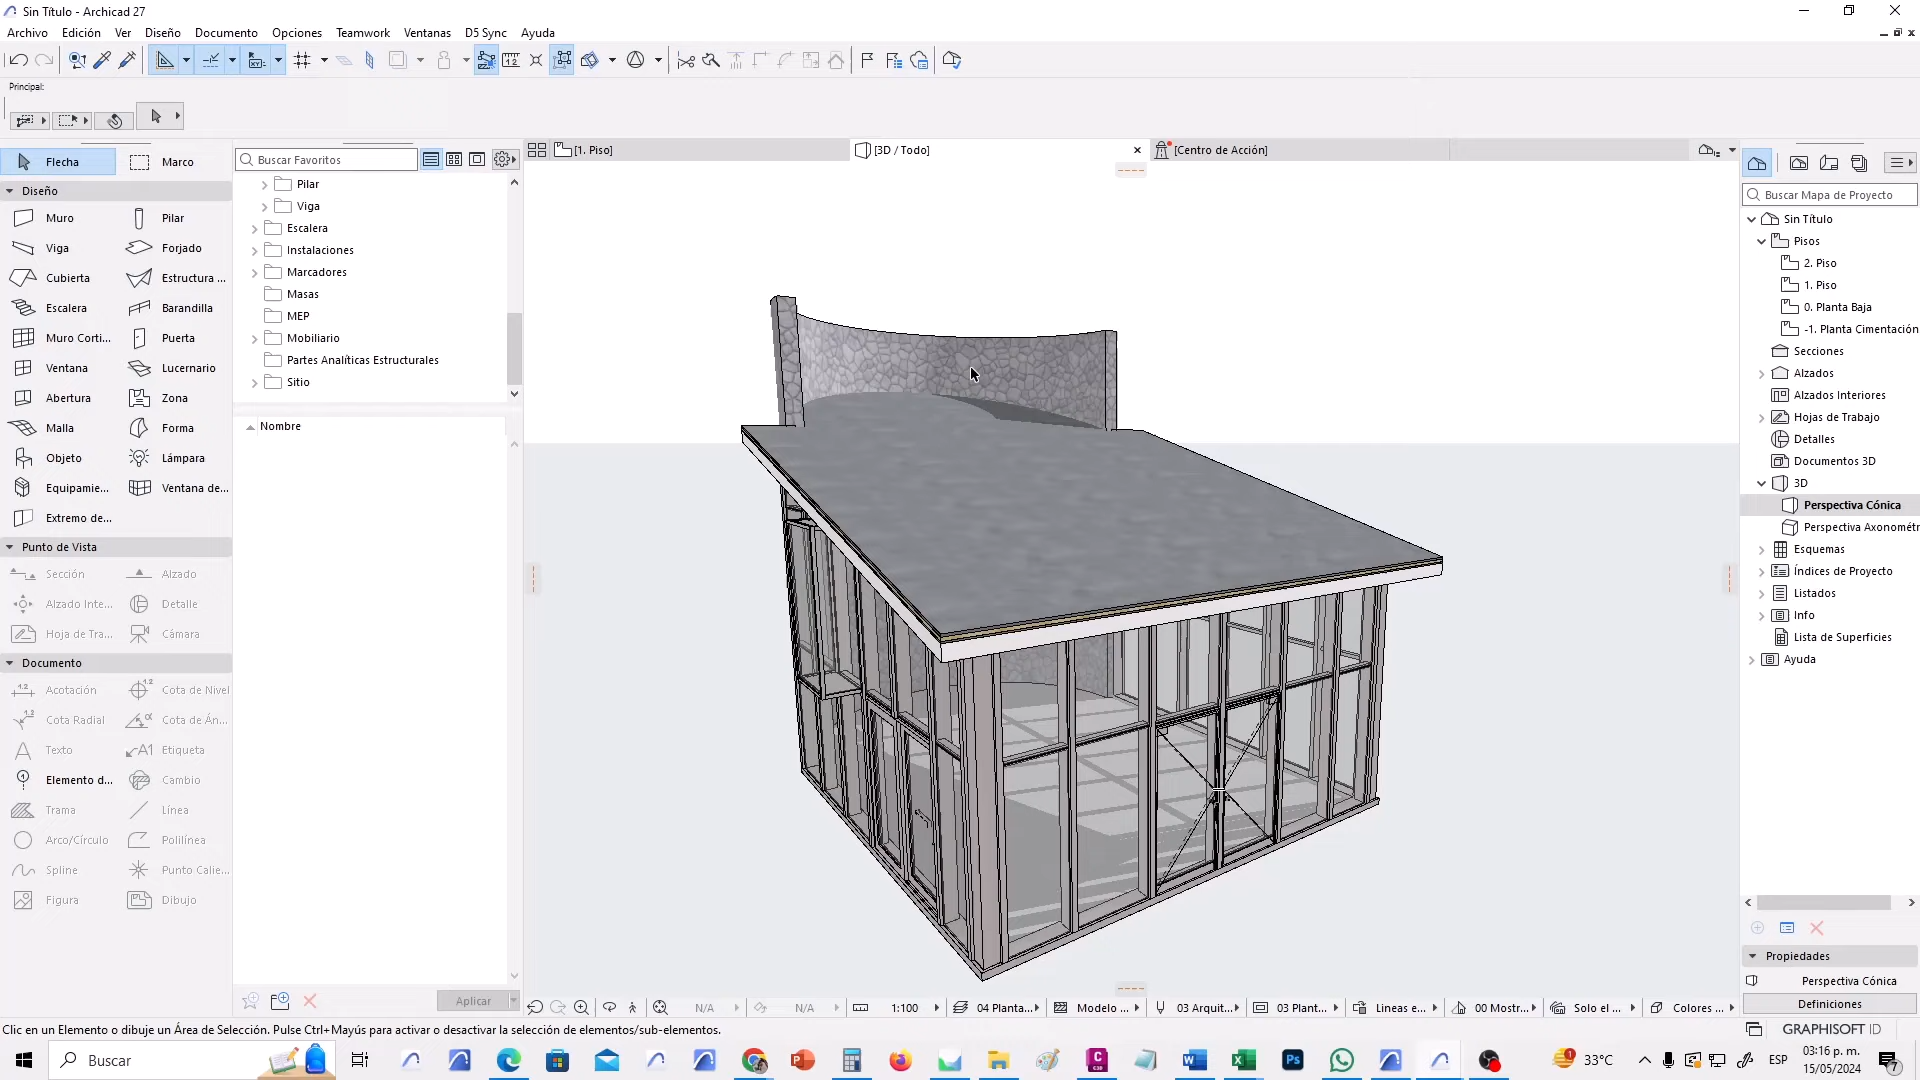 Sin Título - Archicad 27
Archivo Edición Ver Diseño Documento Opciones Teamwork Ventanas D5 Sync Ayuda
Principal:
Flecha Marco
Diseño
Muro Pilar
Viga Forjado
Cubierta Estructura ...
Escalera Barandilla
Muro Corti... Puerta
Ventana Lucernario
Abertura Zona
Malla Forma
Objeto Lámpara
Equipamie... Ventana de...
Extremo de...
Punto de Vista
Sección Alzado
Alzado Inte... Detalle
Hoja de Tra... Cámara
Documento
Acotación Cota de Nivel
Cota Radial Cota de Án...
Texto Etiqueta
Elemento d... Cambio
Trama Línea
Arco/Círculo Polilínea
Spline Punto Calie...
Figura Dibujo
Buscar Favoritos
Pilar
Viga
Escalera
Instalaciones
Marcadores
Masas
MEP
Mobiliario
Partes Analíticas Estructurales
Sitio
Nombre
Aplicar
[1. Piso] [3D / Todo] [Centro de Acción]
Buscar Mapa de Proyecto
Sin Título
Pisos
2. Piso
1. Piso
0. Planta Baja
-1. Planta Cimentación
Secciones
Alzados
Alzados Interiores
Hojas de Trabajo
Detalles
Documentos 3D
3D
Perspectiva Cónica
Perspectiva Axonométr
Esquemas
Índices de Proyecto
Listados
Info
Lista de Superficies
Ayuda
Propiedades
Perspectiva Cónica
Definiciones
N/A N/A 1:100 04 Planta... Modelo ... 03 Arquit... 03 Plant... Lineas e... 00 Mostr... Solo el ... Colores ...
Clic en un Elemento o dibuje un Área de Selección. Pulse Ctrl+Mayús para activar o desactivar la selección de elementos/sub-elementos.
GRAPHISOFT ID
Buscar
33°C
ESP
03:16 p. m.
15/05/2024
7